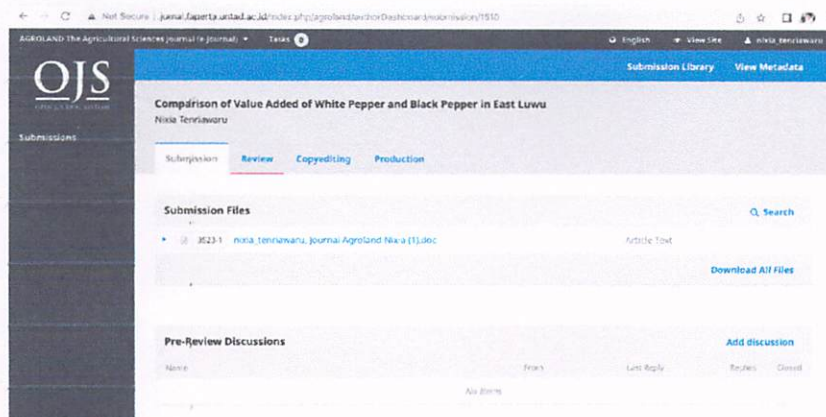 Not Secure | jurnal.faperta.untad.ac.id/index.php/agroland/authorDashboard/submission/1510
AGROLAND The Agricultural Sciences Journal (e-Journal) Tasks 0 English View Site nixia_tenriawaru
OJS
Submission Library View Metadata
Comparison of Value Added of White Pepper and Black Pepper in East Luwu
Nixia Tenriawaru
Submissions
Submission Review Copyediting Production
Submission Files Search
3523-1 nixia_tenriawaru, Journal Agroland Nixia (1).doc Article Text
Download All Files
Pre-Review Discussions Add discussion
Name From Last Reply Replies Closed
No Items